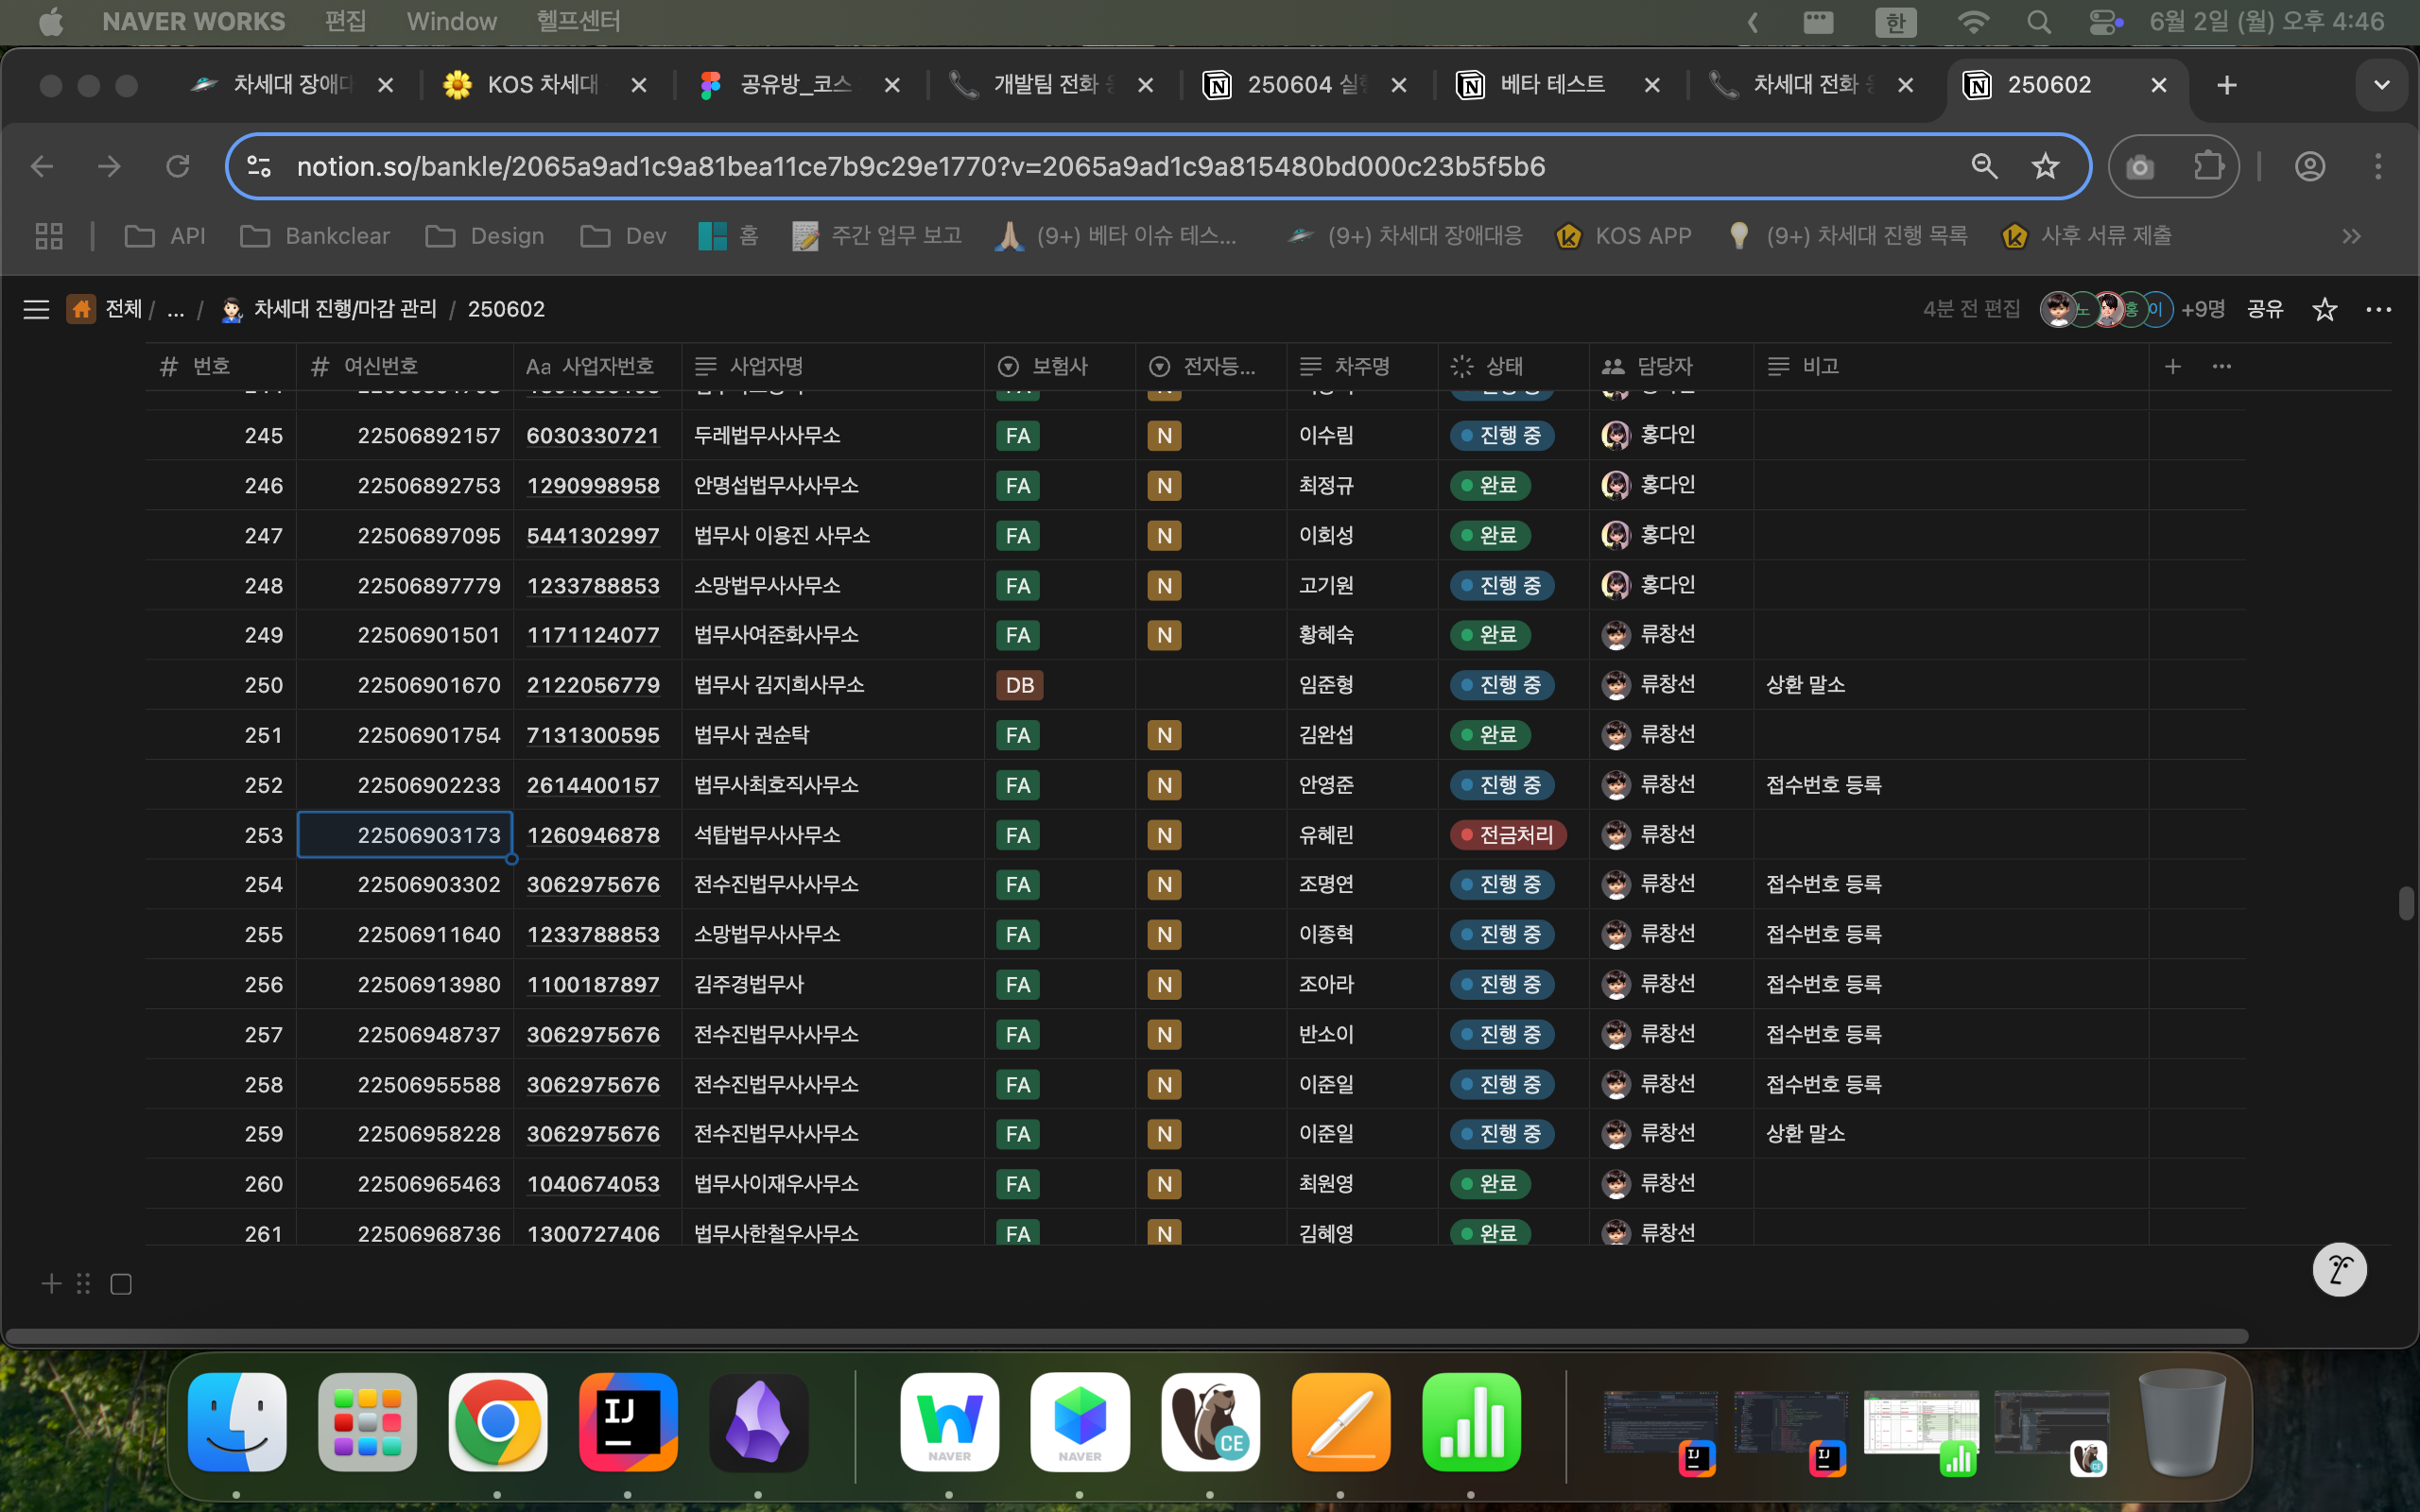 NAVER WORKS 편집 Window 헬프센터 한 6월 2일 (월) 오후 4:46
차세대 장애대 KOS 차세대 공유방_코스 개발팀 전화 250604 실행 베타 테스트 차세대 전화 250602
notion.so/bankle/2065a9ad1c9a81bea11ce7b9c29e1770?v=2065a9ad1c9a815480bd000c23b5f5b6
API Bankclear Design Dev 홈 주간 업무 보고 (9+) 베타 이슈 테스... (9+) 차세대 장애대응 KOS APP (9+) 차세대 진행 목록 사후 서류 제출
전체 / ... / 차세대 진행/마감 관리 / 250602 4분 전 편집 노 홍 이 +9명 공유
번호 여신번호 Aa 사업자번호 사업자명 보험사 전자등... 차주명 상태 담당자 비고
245 22506892157 6030330721 두레법무사사무소 FA N 이수림 진행 중 홍다인
246 22506892753 1290998958 안명섭법무사사무소 FA N 최정규 완료 홍다인
247 22506897095 5441302997 법무사 이용진 사무소 FA N 이회성 완료 홍다인
248 22506897779 1233788853 소망법무사사무소 FA N 고기원 진행 중 홍다인
249 22506901501 1171124077 법무사여준화사무소 FA N 황혜숙 완료 류창선
250 22506901670 2122056779 법무사 김지희사무소 DB 임준형 진행 중 류창선 상환 말소
251 22506901754 7131300595 법무사 권순탁 FA N 김완섭 완료 류창선
252 22506902233 2614400157 법무사최호직사무소 FA N 안영준 진행 중 류창선 접수번호 등록
253 22506903173 1260946878 석탑법무사사무소 FA N 유혜린 전금처리 류창선
254 22506903302 3062975676 전수진법무사사무소 FA N 조명연 진행 중 류창선 접수번호 등록
255 22506911640 1233788853 소망법무사사무소 FA N 이종혁 진행 중 류창선 접수번호 등록
256 22506913980 1100187897 김주경법무사 FA N 조아라 진행 중 류창선 접수번호 등록
257 22506948737 3062975676 전수진법무사사무소 FA N 반소이 진행 중 류창선 접수번호 등록
258 22506955588 3062975676 전수진법무사사무소 FA N 이준일 진행 중 류창선 접수번호 등록
259 22506958228 3062975676 전수진법무사사무소 FA N 이준일 진행 중 류창선 상환 말소
260 22506965463 1040674053 법무사이재우사무소 FA N 최원영 완료 류창선
261 22506968736 1300727406 법무사한철우사무소 FA N 김혜영 완료 류창선
IJ NAVER NAVER CE IJ IJ CE